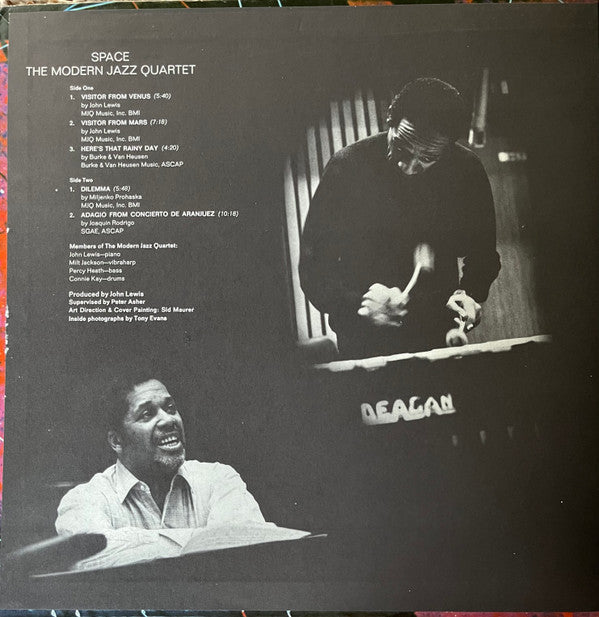 SPACE
THE MODERN JAZZ QUARTET
Side One
1. VISITOR FROM VENUS (5:40)
by John Lewis
MJQ Music, Inc. BMI
2. VISITOR FROM MARS (7:18)
by John Lewis
MJQ Music, Inc. BMI
3. HERE'S THAT RAINY DAY (4:20)
by Burke & Van Heusen
Burke & Van Heusen Music, ASCAP
Side Two
1. DILEMMA (5:48)
by Miljenko Prohaska
MJQ Music, Inc. BMI
2. ADAGIO FROM CONCIERTO DE ARANJUEZ (10:18)
by Joaquin Rodrigo
SGAE, ASCAP
Members of The Modern Jazz Quartet:
John Lewis—piano
Milt Jackson—vibraharp
Percy Heath—bass
Connie Kay—drums
Produced by John Lewis
Supervised by Peter Asher
Art Direction & Cover Painting: Sid Maurer
Inside photographs by Tony Evans
DEAGAN